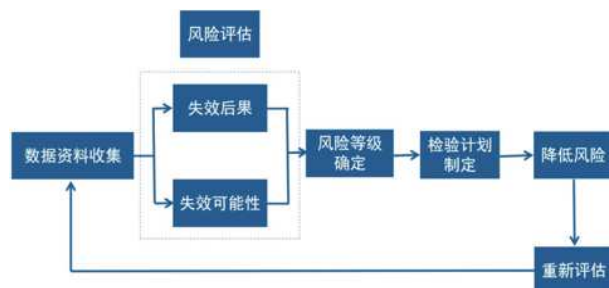 风险评估
失效后果
数据资料收集
失效可能性
风险等级
确定
检验计划
制定
降低风险
重新评估